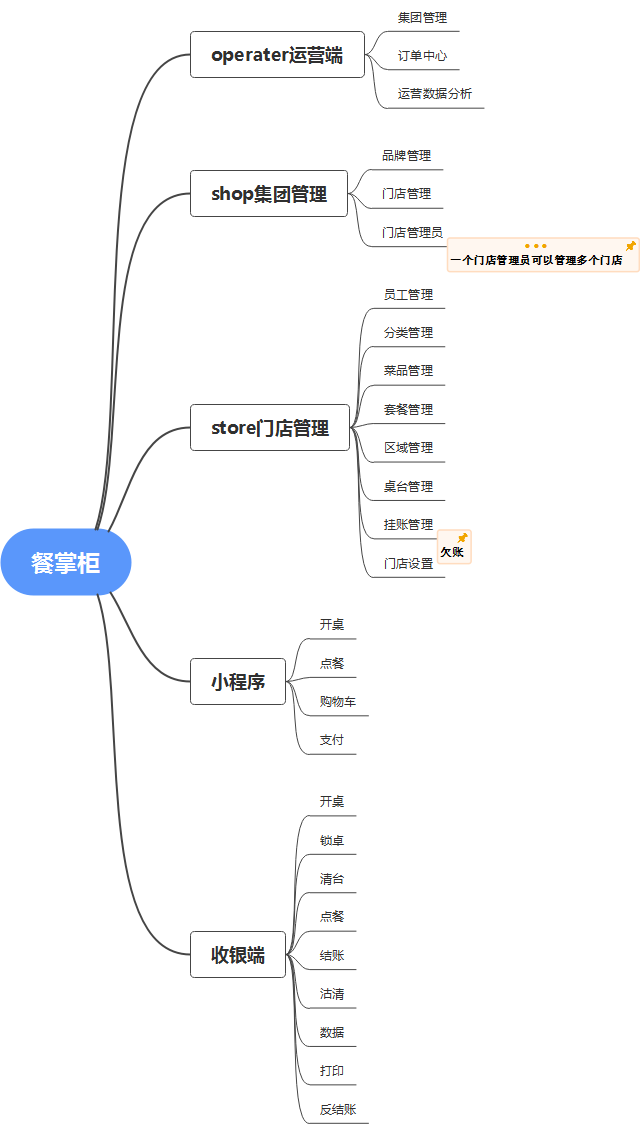 餐掌柜
operater运营端
集团管理
订单中心
运营数据分析
shop集团管理
品牌管理
门店管理
门店管理员
一个门店管理员可以管理多个门店
store门店管理
员工管理
分类管理
菜品管理
套餐管理
区域管理
桌台管理
挂账管理
欠账
门店设置
小程序
开桌
点餐
购物车
支付
收银端
开桌
锁卓
清台
点餐
结账
沽清
数据
打印
反结账